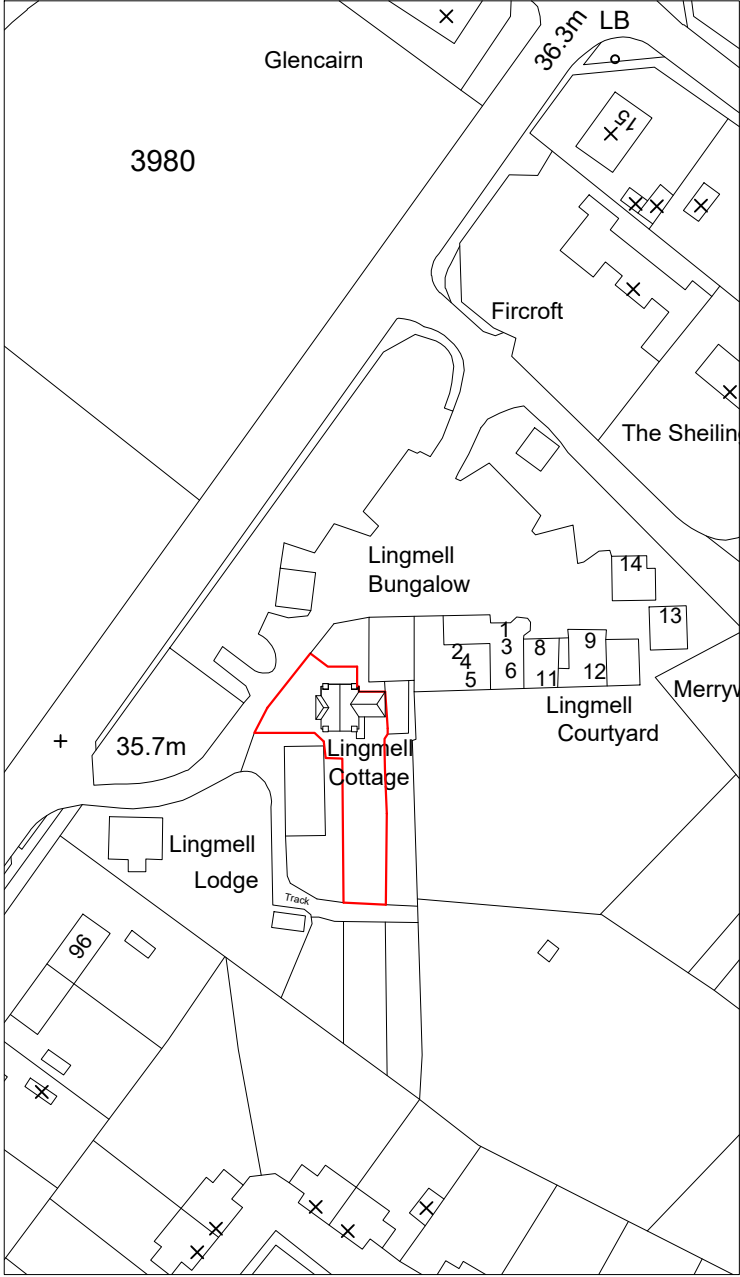 LB
36.3m
Glencairn
15
3980
Fircroft
The Sheilin
Lingmell
Bungalow
14
13
1
2
3
4
5
6
8
9
11
12
Lingmell
Courtyard
Merryw
35.7m
Lingmell
Cottage
Lingmell
Lodge
Track
96